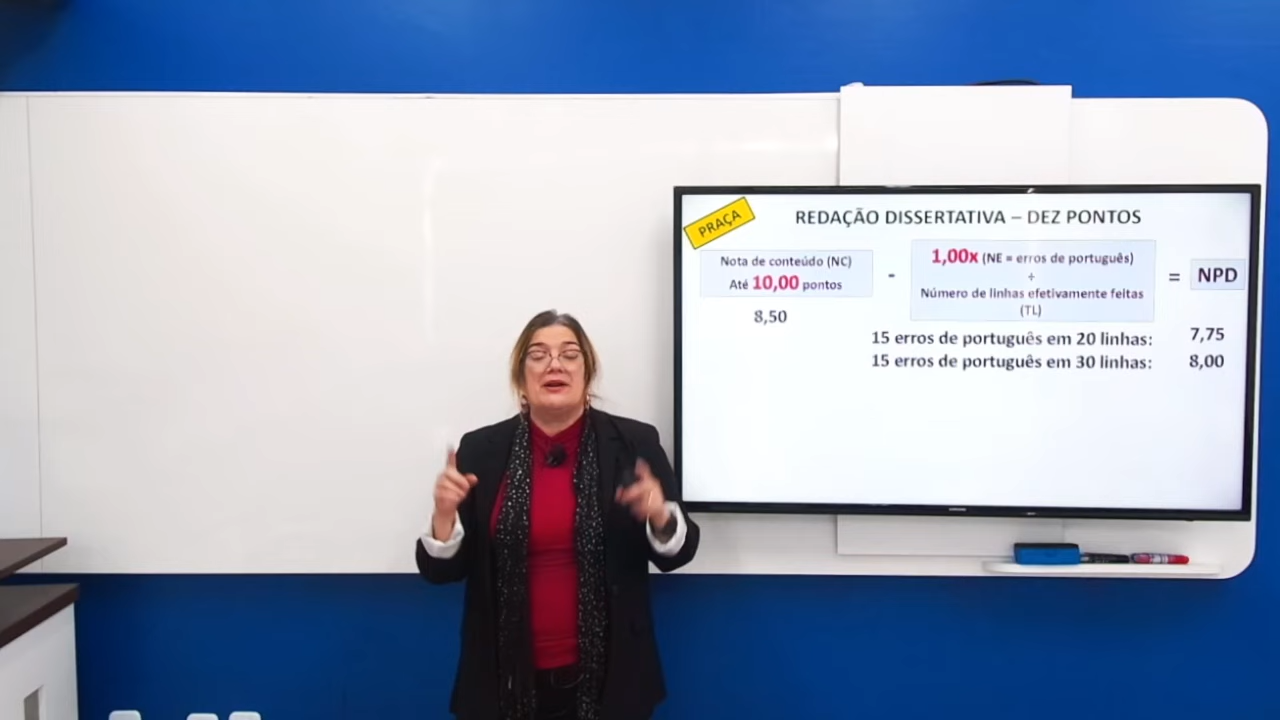 PRAÇA
REDAÇÃO DISSERTATIVA – DEZ PONTOS
Nota de conteúdo (NC)
Até 10,00 pontos
8,50
-
1,00x (NE = erros de português)
÷
Número de linhas efetivamente feitas
(TL)
= NPD
15 erros de português em 20 linhas: 7,75
15 erros de português em 30 linhas: 8,00